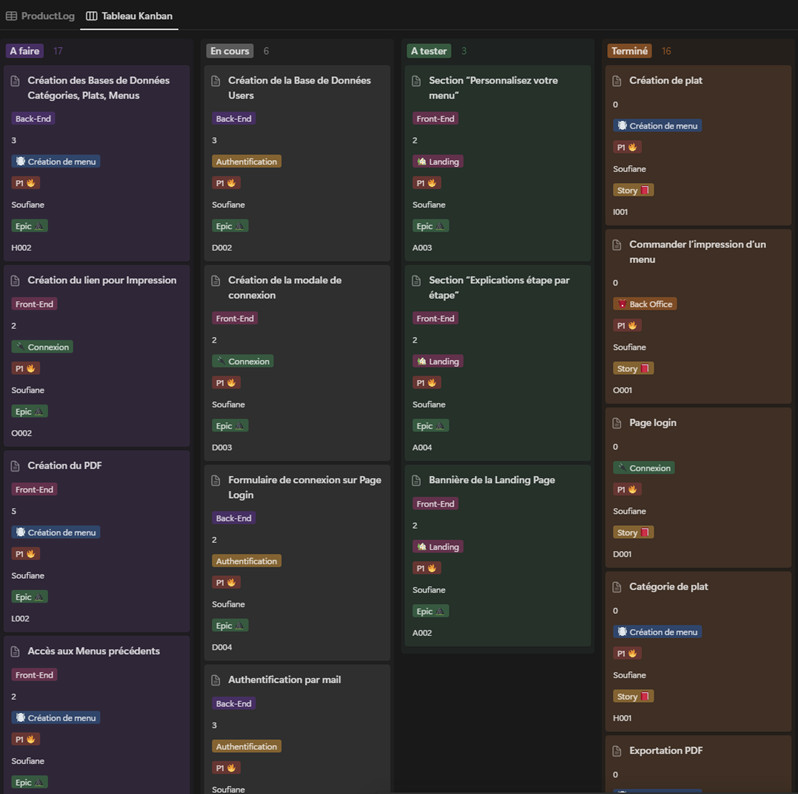 ProductLog
Tableau Kanban
A faire 17
Création des Bases de Données
Catégories, Plats, Menus
Back-End
3
Création de menu
P1
Soufiane
Epic
H002
Création du lien pour Impression
Front-End
2
Connexion
P1
Soufiane
Epic
O002
Création du PDF
Front-End
5
Création de menu
P1
Soufiane
Epic
L002
Accès aux Menus précédents
Front-End
2
Création de menu
P1
Soufiane
Epic
En cours 6
Création de la Base de Données
Users
Back-End
3
Authentification
P1
Soufiane
Epic
D002
Création de la modale de
connexion
Front-End
2
Connexion
P1
Soufiane
Epic
D003
Formulaire de connexion sur Page
Login
Back-End
2
Authentification
P1
Soufiane
Epic
D004
Authentification par mail
Back-End
3
Authentification
P1
Soufiane
A tester 3
Section “Personnalisez votre
menu”
Front-End
2
Landing
P1
Soufiane
Epic
A003
Section “Explications étape par
étape”
Front-End
2
Landing
P1
Soufiane
Epic
A004
Bannière de la Landing Page
Front-End
2
Landing
P1
Soufiane
Epic
A002
Terminé 16
Création de plat
0
Création de menu
P1
Soufiane
Story
I001
Commander l’impression d’un
menu
0
Back Office
P1
Soufiane
Story
O001
Page login
0
Connexion
P1
Soufiane
Story
D001
Catégorie de plat
0
Création de menu
P1
Soufiane
Story
H001
Exportation PDF
0